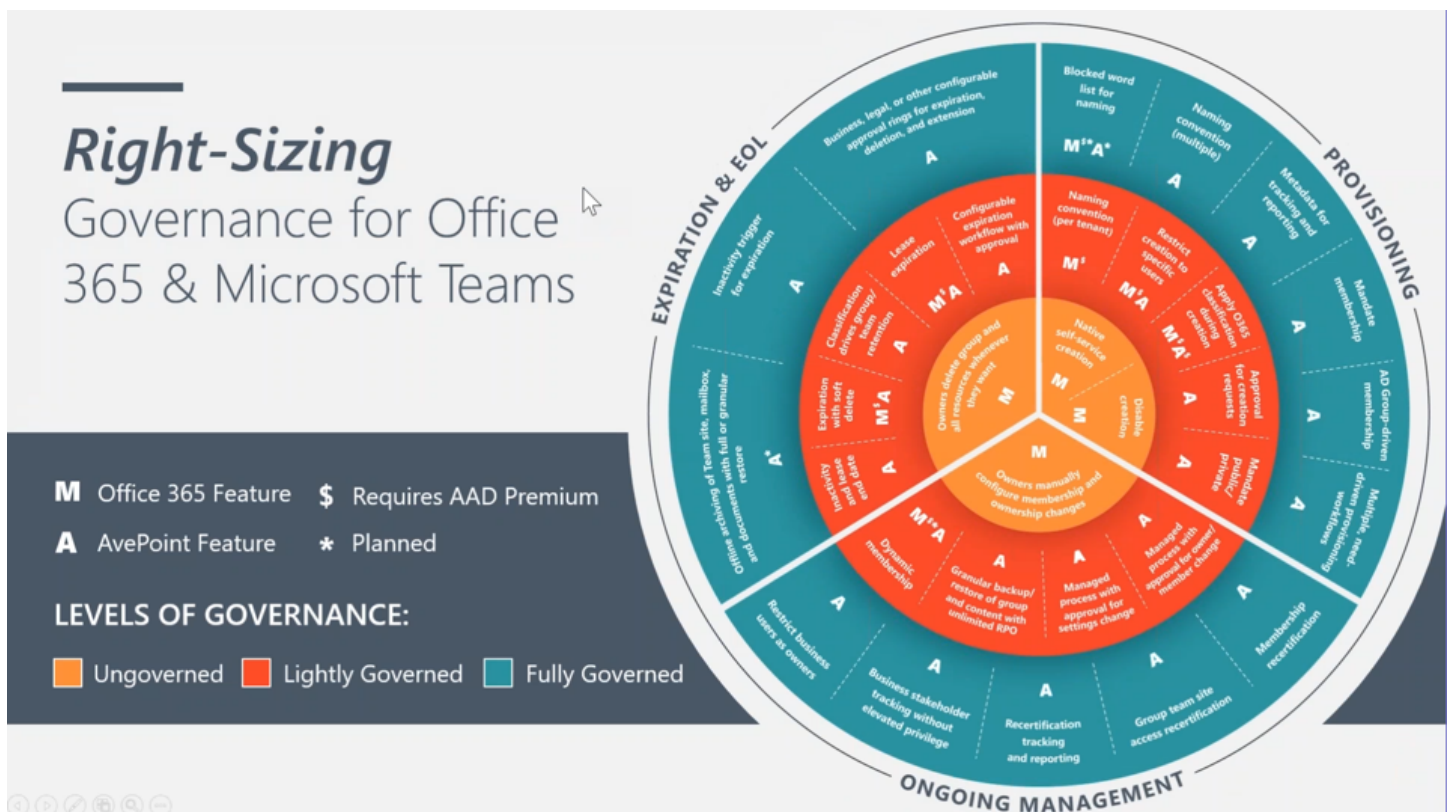 Right-Sizing
Governance for Office
365 & Microsoft Teams
M Office 365 Feature
$ Requires AAD Premium
A AvePoint Feature
* Planned
LEVELS OF GOVERNANCE:
Ungoverned
Lightly Governed
Fully Governed
PROVISIONING
Blocked word
list for
naming
M$*A*
Naming
convention
(multiple)
A
Metadata for
tracking and
reporting
A
Mandate
membership
A
AD Group-driven
membership
A
Multiple, need-
driven provisioning
workflows
A
Naming
convention
(per tenant)
M$
Restrict
creation to
specific
users
M$A
Apply O365
classification
during
creation
M$A$
Approval
for creation
requests
A
Mandate
public/
private
A
Native
self-service
creation
M
Disable
creation
M
ONGOING MANAGEMENT
M
Owners manually
configure membership and
ownership changes
A
Managed
process with
approval for owner/
member change
A
Managed
process with
approval for
settings change
A
Granular backup/
restore of group
and content with
unlimited RPO
M$*A
Dynamic
membership
A
Membership
recertification
A
Group team site
access recertification
A
Recertification
tracking
and reporting
A
Business stakeholder
tracking without
elevated privilege
A
Restrict business
users as owners
EXPIRATION & EOL
Owners delete group and
all resources whenever
they want
M
Inactivity
and lease
end date
A
Expiration
with soft
delete
M$A
Classification
drives group/
team
retention
A
Lease
expiration
M$A
Configurable
expiration
workflow with
approval
A
Offline archiving of Team site, mailbox,
and documents with full or granular
restore
A*
Inactivity trigger
for expiration
A
Business, legal, or other configurable
approval rings for expiration,
deletion, and extension
A